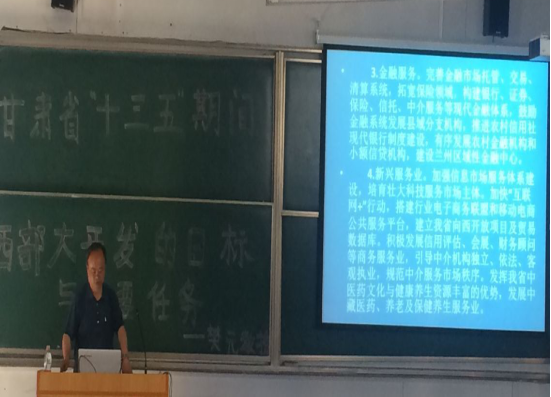 甘肃省"十三五"期间
西部大开发的目标
与
任务
3.金融服务。完善金融市场托管、交易、
清算系统，拓宽保险领域，构建银行、证券、
保险、信托、中介服务等现代金融体系，鼓励
金融系统发展县域分支机构，推进农村信用社
现代银行制度建设，有序发展农村金融机构和
小额信贷机构，建设兰州区域性金融中心。
4.新兴服务业。加强信息市场服务体系建
设，培育壮大科技服务市场主体，加快"互联
网+"行动，搭建行业电子商务联盟和移动电商
公共服务平台，建立我省向西开放项目及贸易
数据库，积极发展信用评估、会展、财务顾问
等商务服务业，引导中介机构独立、依法、客
观执业，规范中介服务市场秩序。发挥我省中
医药文化与健康养生资源丰富的优势，发展中
藏医药、养老及保健养生服务业。